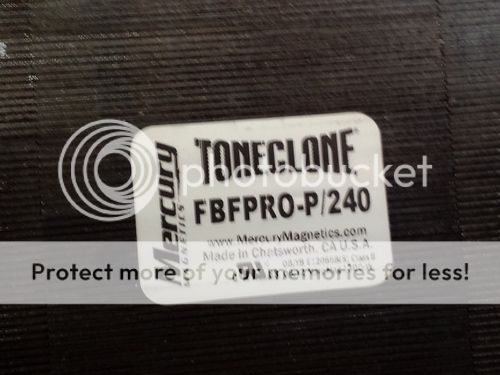 Mercury
MAGNETICS
TONECLONE®
FBFPRO-P/240
www.MercuryMagnetics.com
Made in Chatsworth, CA U.S.A.
photobucket
Protect more of your memories for less!